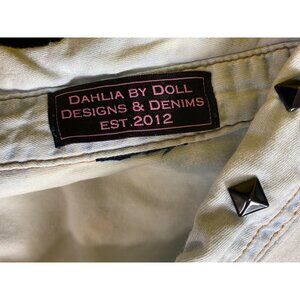 DAHLIA BY DOLL
DESIGNS & DENIMS
EST.2012